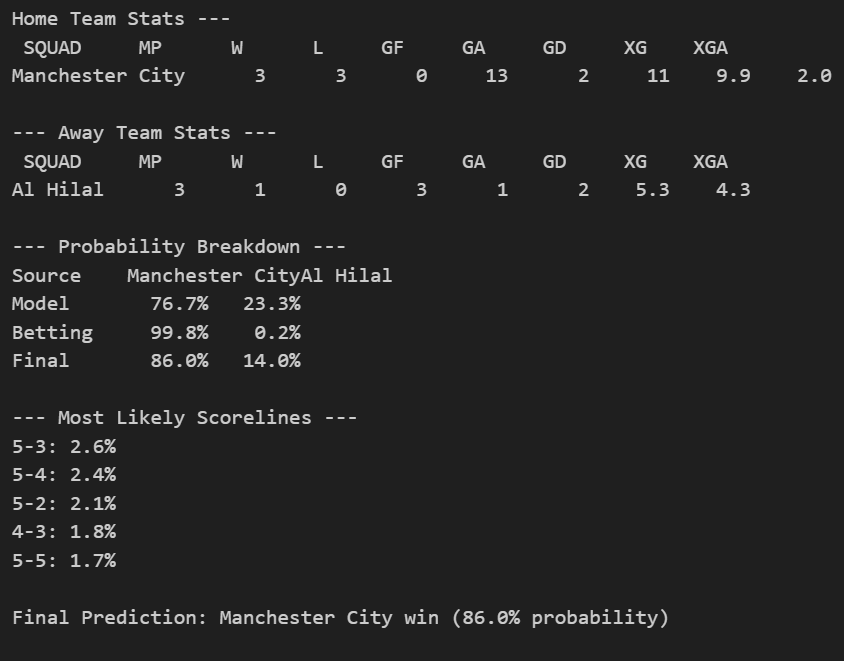 Home Team Stats ---
SQUAD MP W L GF GA GD XG XGA
Manchester City 3 3 0 13 2 11 9.9 2.0
--- Away Team Stats ---
SQUAD MP W L GF GA GD XG XGA
Al Hilal 3 1 0 3 1 2 5.3 4.3
--- Probability Breakdown ---
Source Manchester CityAl Hilal
Model 76.7% 23.3%
Betting 99.8% 0.2%
Final 86.0% 14.0%
--- Most Likely Scorelines ---
5-3: 2.6%
5-4: 2.4%
5-2: 2.1%
4-3: 1.8%
5-5: 1.7%
Final Prediction: Manchester City win (86.0% probability)